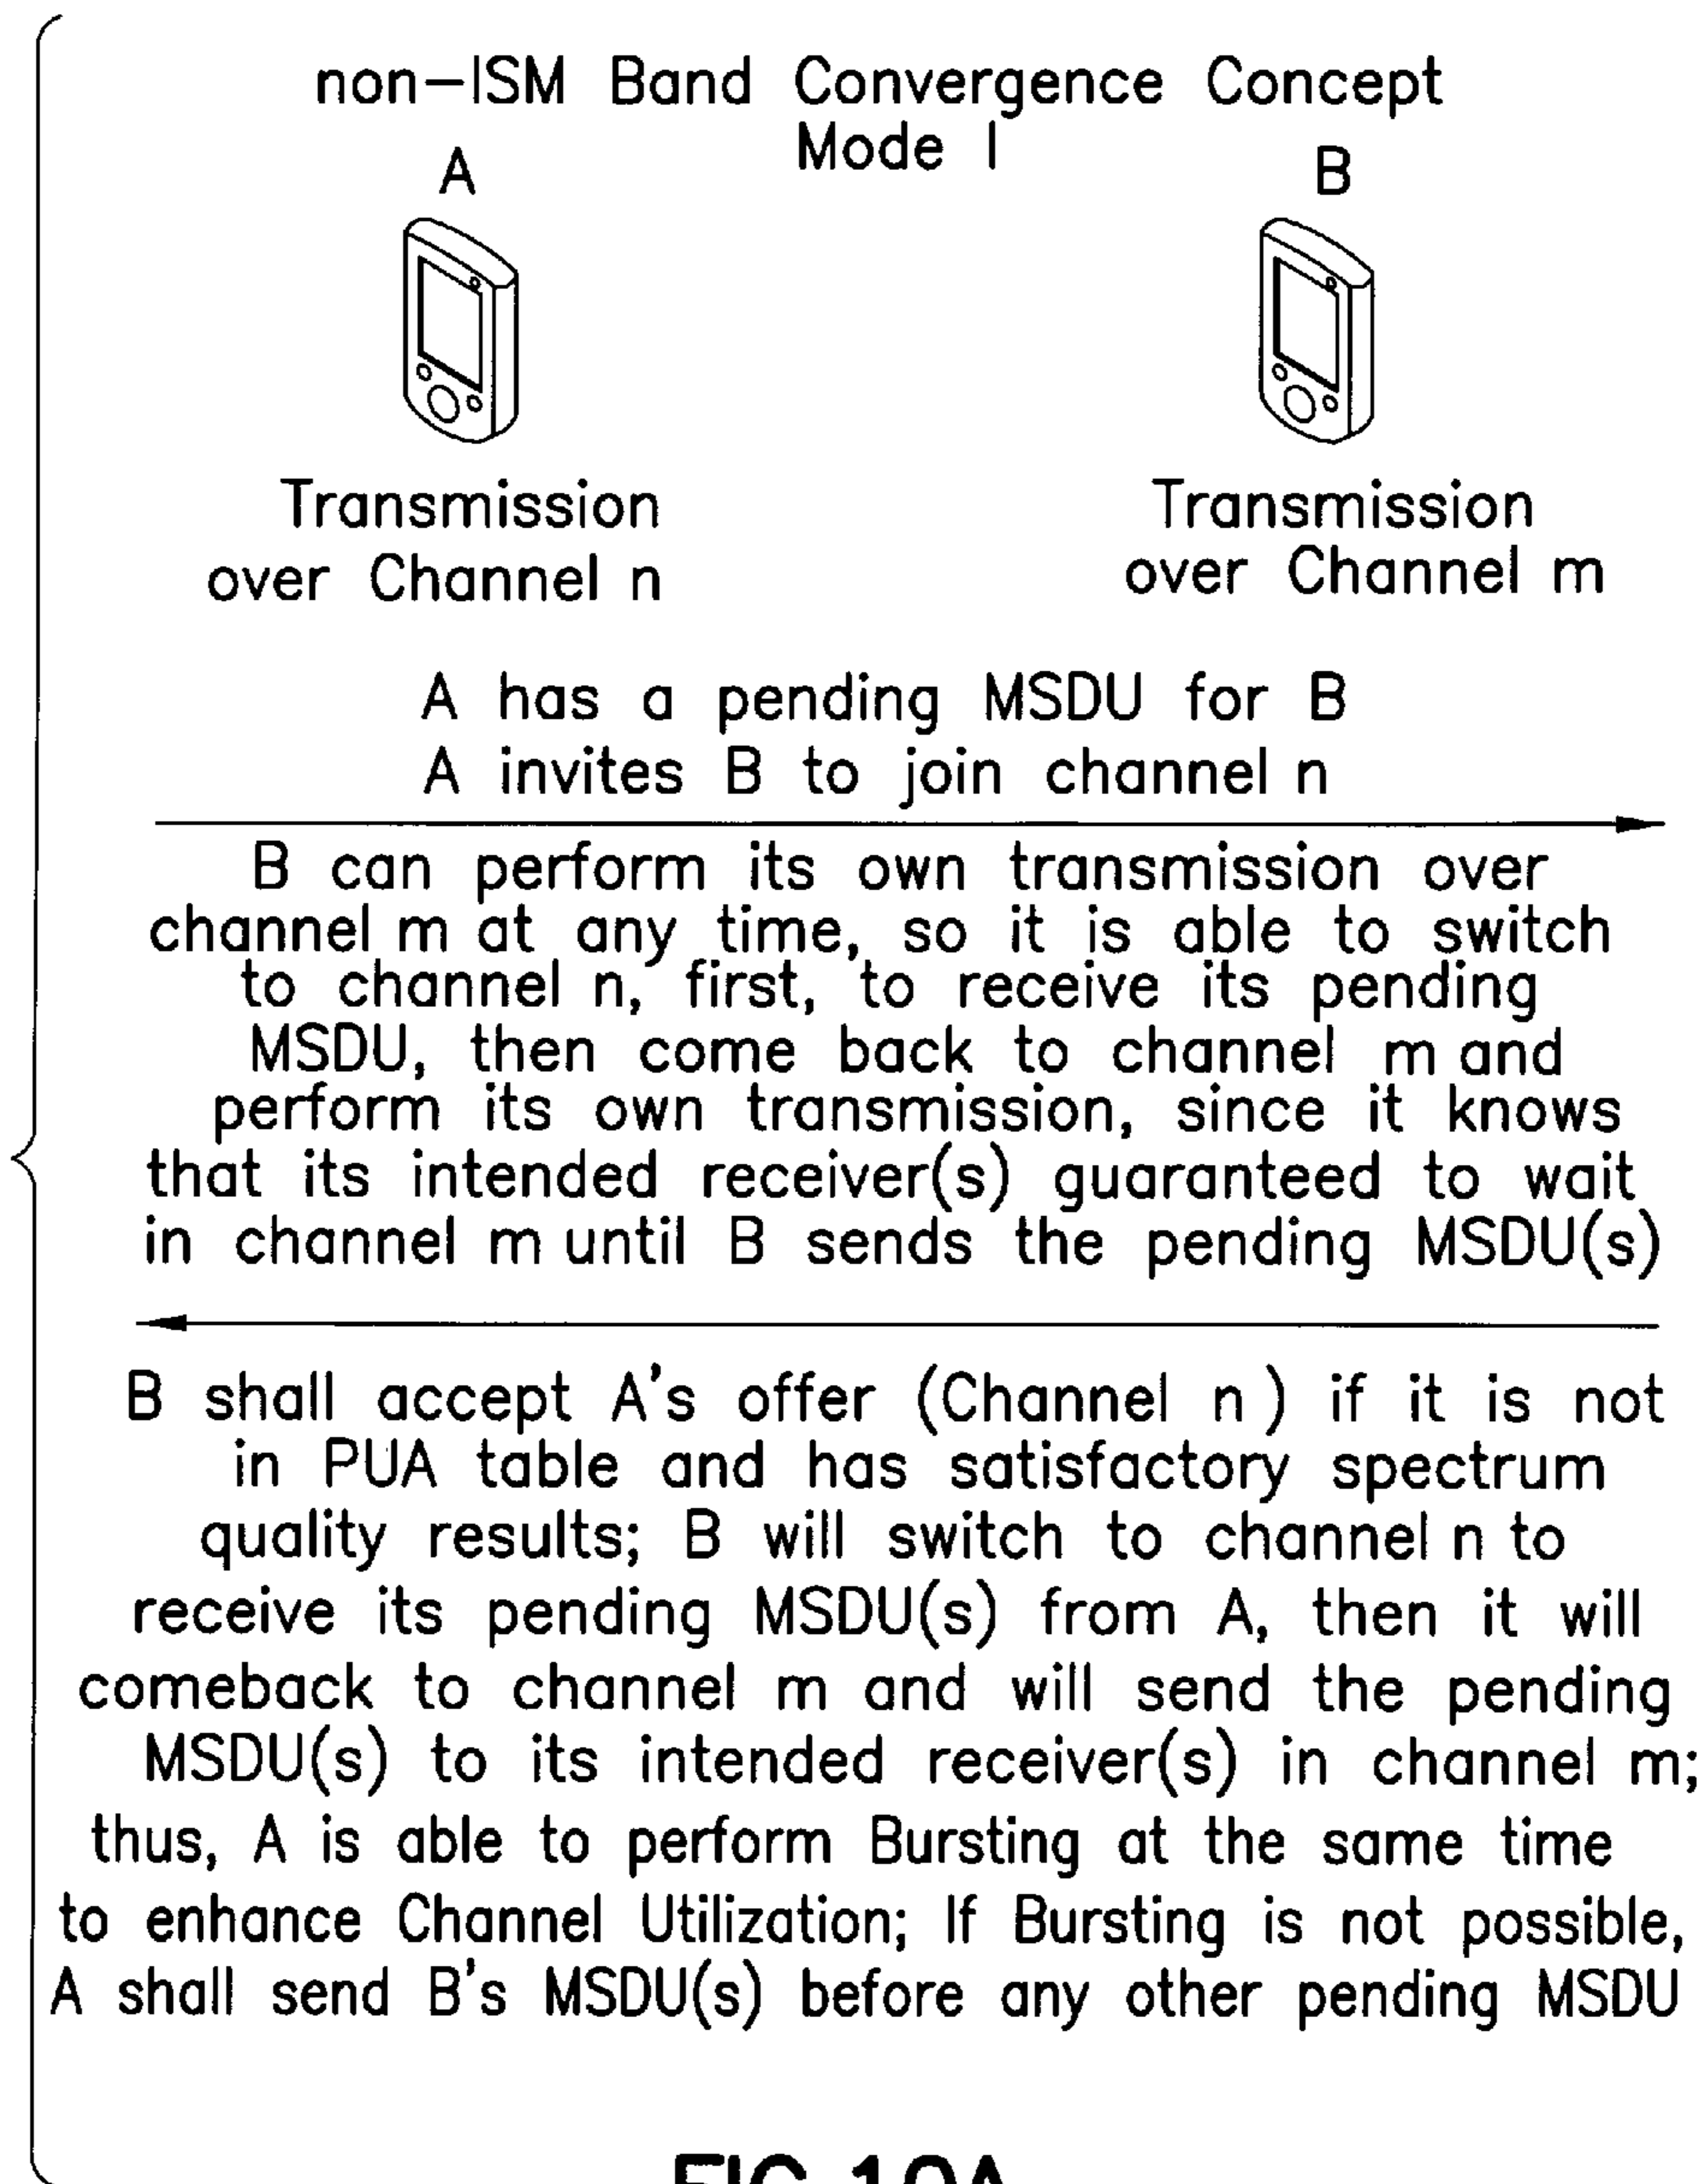 non-ISM Band Convergence Concept
Mode I
A B
Transmission
over Channel n
Transmission
over Channel m
A has a pending MSDU for B
A invites B to join channel n
B can perform its own transmission over
channel m at any time, so it is able to switch
to channel n, first, to receive its pending
MSDU, then come back to channel m and
perform its own transmission, since it knows
that its intended receiver(s) guaranteed to wait
in channel m until B sends the pending MSDU(s)
B shall accept A's offer (Channel n) if it is not
in PUA table and has satisfactory spectrum
quality results; B will switch to channel n to
receive its pending MSDU(s) from A, then it will
comeback to channel m and will send the pending
MSDU(s) to its intended receiver(s) in channel m;
thus, A is able to perform Bursting at the same time
to enhance Channel Utilization; If Bursting is not possible,
A shall send B's MSDU(s) before any other pending MSDU
FIG.10A